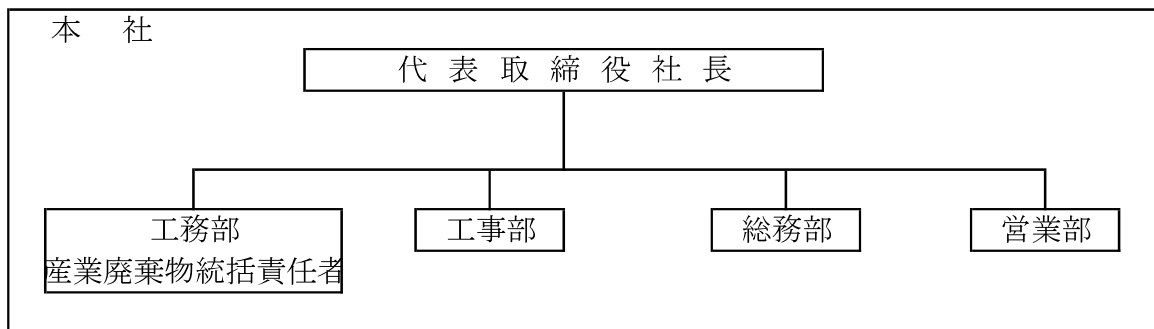 本　社
代表取締役社長
工務部
産業廃棄物統括責任者
工事部
総務部
営業部